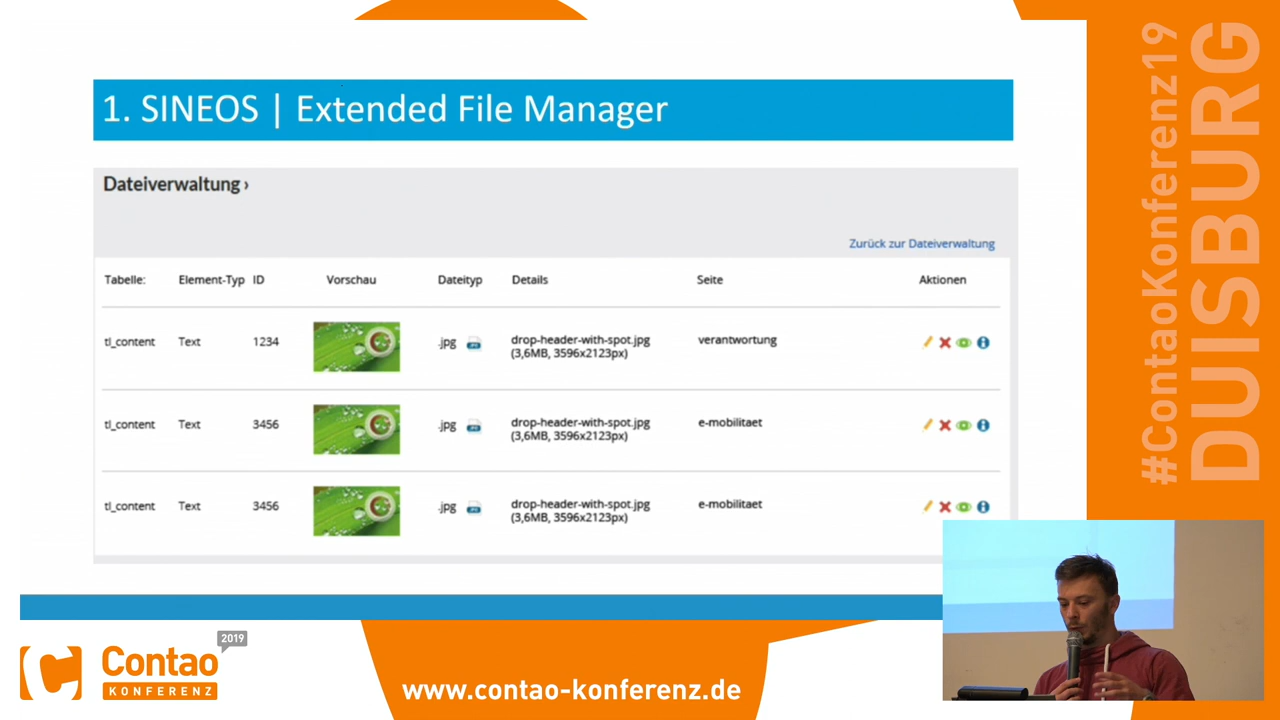 1. SINEOS | Extended File Manager
Dateiverwaltung ›
Zurück zur Dateiverwaltung
Tabelle: Element-Typ ID Vorschau Dateityp Details Seite Aktionen
tl_content Text 1234 .jpg drop-header-with-spot.jpg verantwortung
(3,6MB, 3596x2123px)
tl_content Text 3456 .jpg drop-header-with-spot.jpg e-mobilitaet
(3,6MB, 3596x2123px)
tl_content Text 3456 .jpg drop-header-with-spot.jpg e-mobilitaet
(3,6MB, 3596x2123px)
#ContaoKonferenz19
DUISBURG
2019
Contao
KONFERENZ
www.contao-konferenz.de